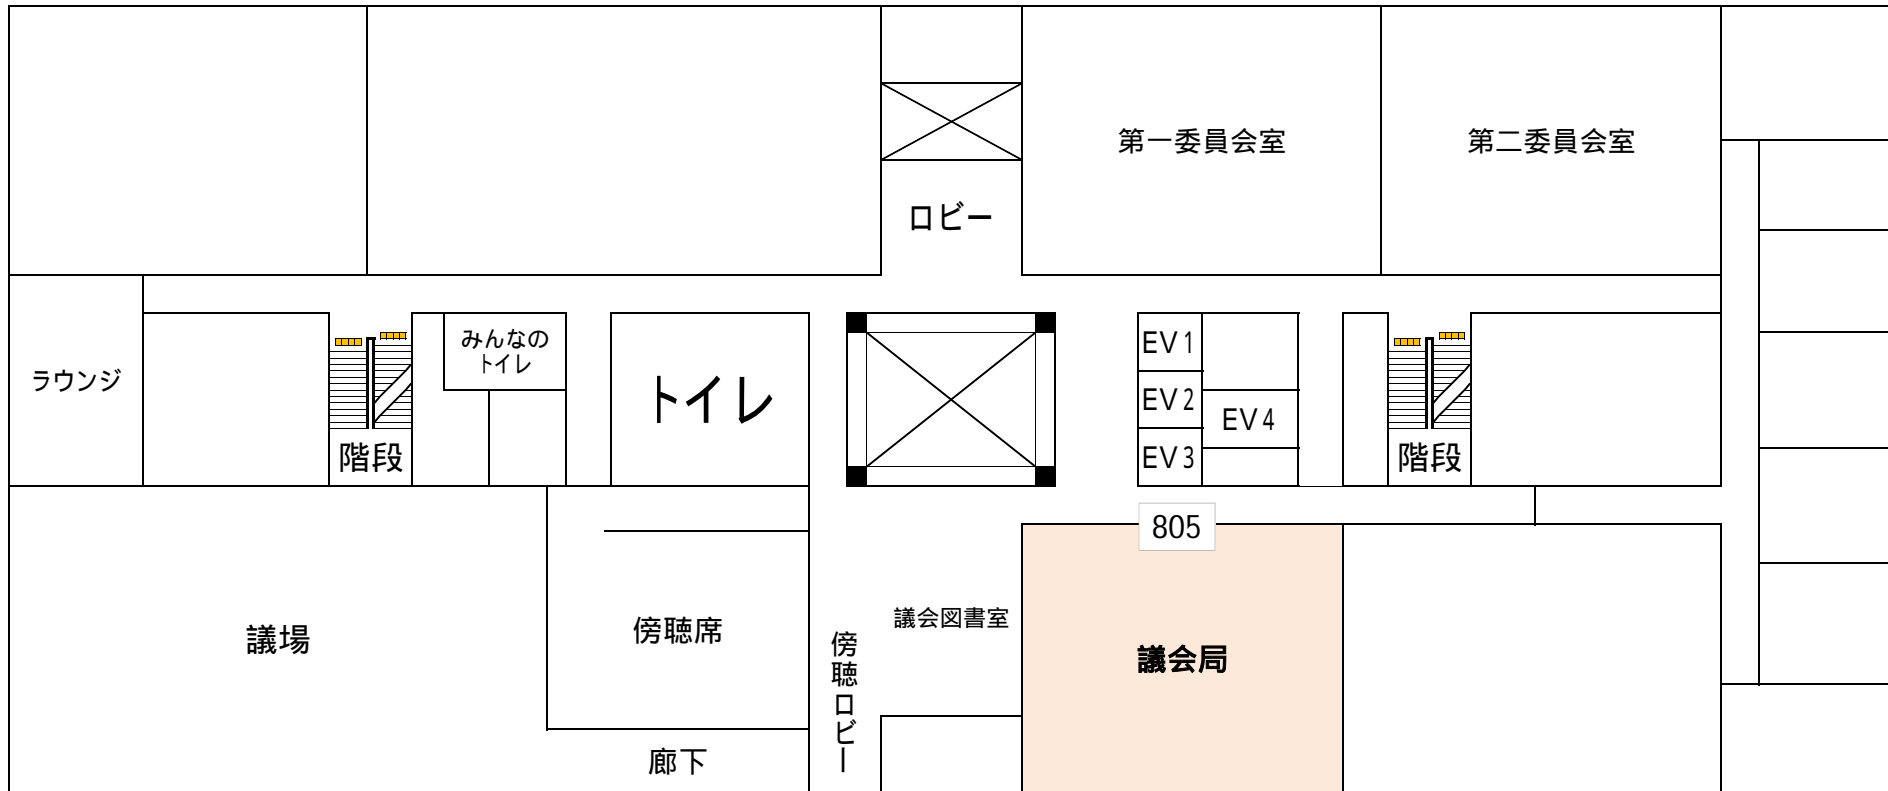 第一委員会室
第二委員会室
ロビー
ラウンジ
階段
みんなの
トイレ
トイレ
EV1
EV2
EV3
EV4
階段
805
議場
傍聴席
傍聴ロビー
議会図書室
議会局
廊下